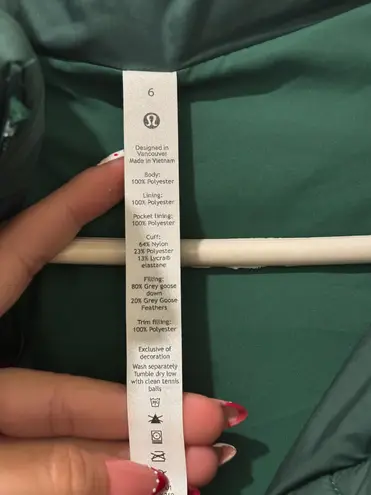 6
Designed in
Vancouver
Made in Vietnam
Body:
100% Polyester
Lining:
100% Polyester
Pocket lining:
100% Polyester
Cuff:
64% Nylon
23% Polyester
13% Lycra®
elastane
Filling:
80% Grey goose
down
20% Grey Goose
Feathers
Trim filling:
100% Polyester
Exclusive of
decoration
Wash separately
Tumble dry low
with clean tennis
balls